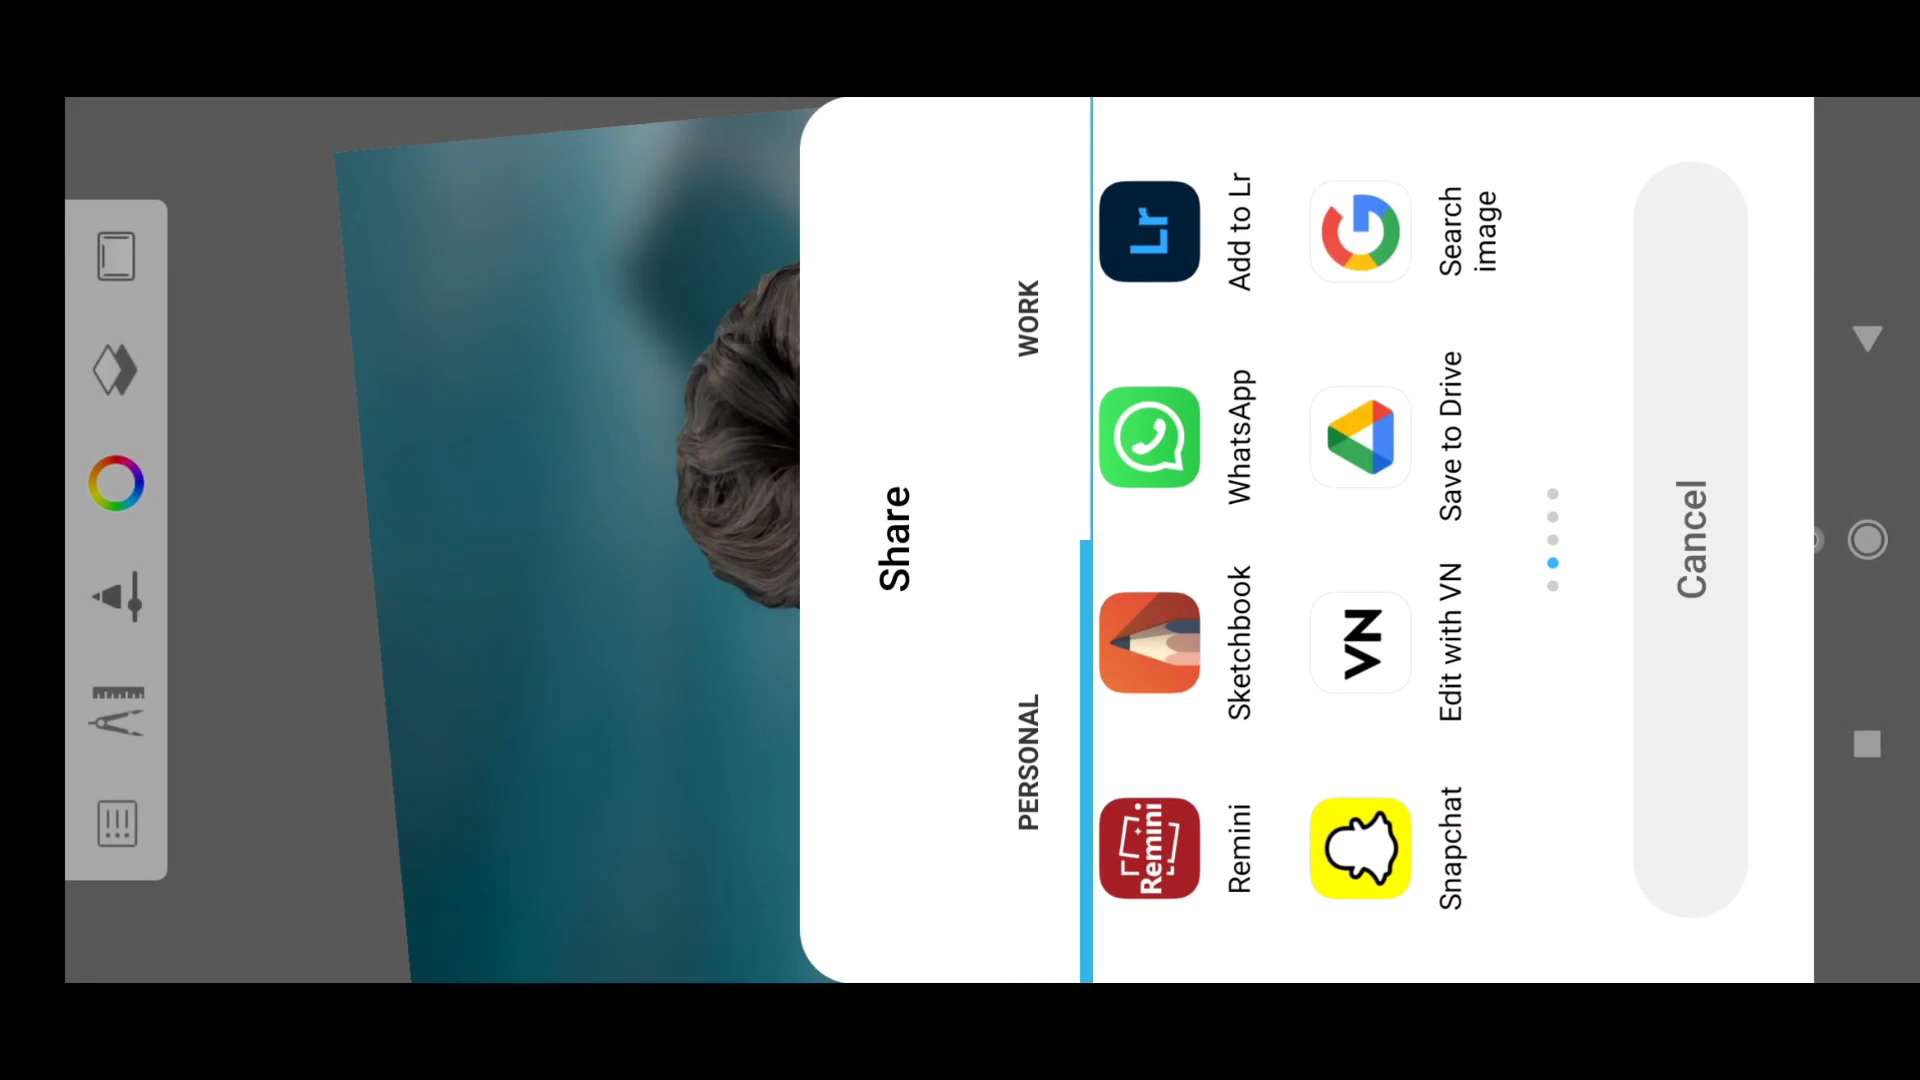 Share
PERSONAL WORK
Remini
Lr
Remini Sketchbook WhatsApp Add to Lr
VN
Snapchat Edit with VN Save to Drive Search
image
Cancel